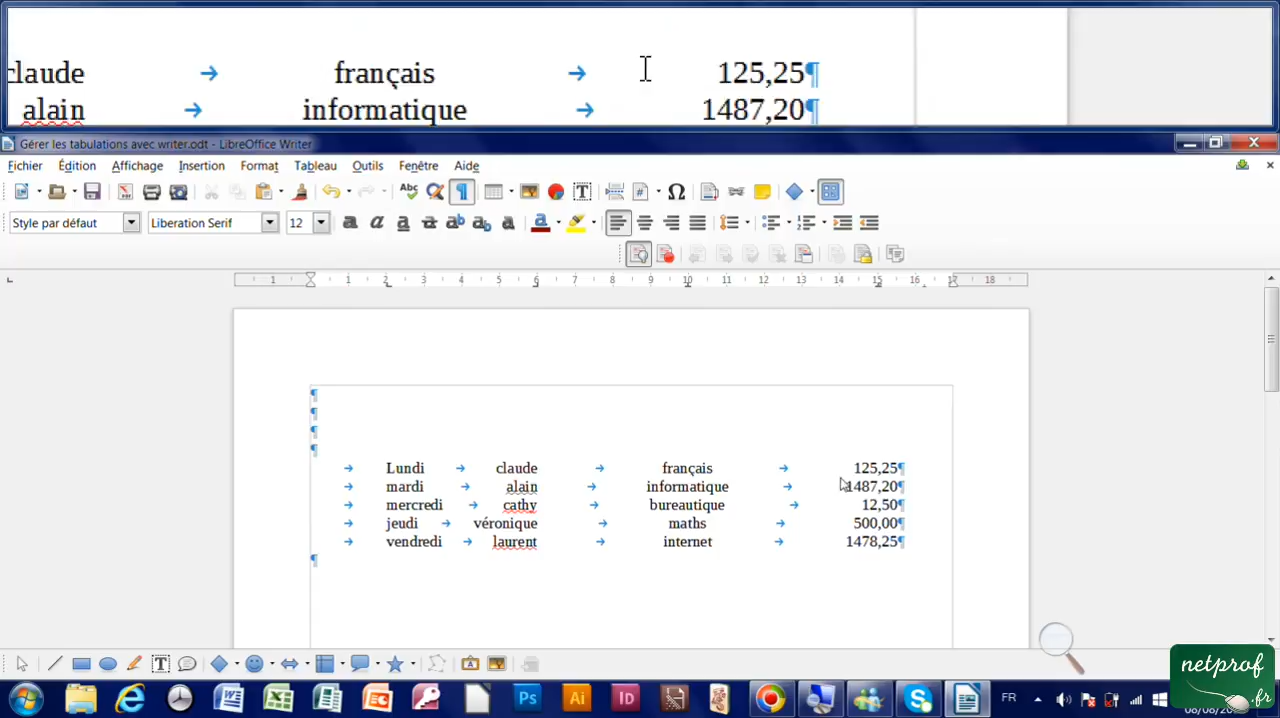 claude → français → 125,25¶
alain → informatique → 1487,20¶
Gérer les tabulations avec writer.odt - LibreOffice Writer
Fichier Édition Affichage Insertion Format Tableau Outils Fenêtre Aide
Style par défaut Liberation Serif 12
1 1 2 3 4 5 6 7 8 9 10 11 12 13 14 15 16 17 18
¶
¶
¶
¶
→ Lundi → claude → français → 125,25¶
→ mardi → alain → informatique → 1487,20¶
→ mercredi → cathy → bureautique → 12,50¶
→ jeudi → véronique → maths → 500,00¶
→ vendredi → laurent → internet → 1478,25¶
¶
netprof
.fr
Ps Ai Id FR